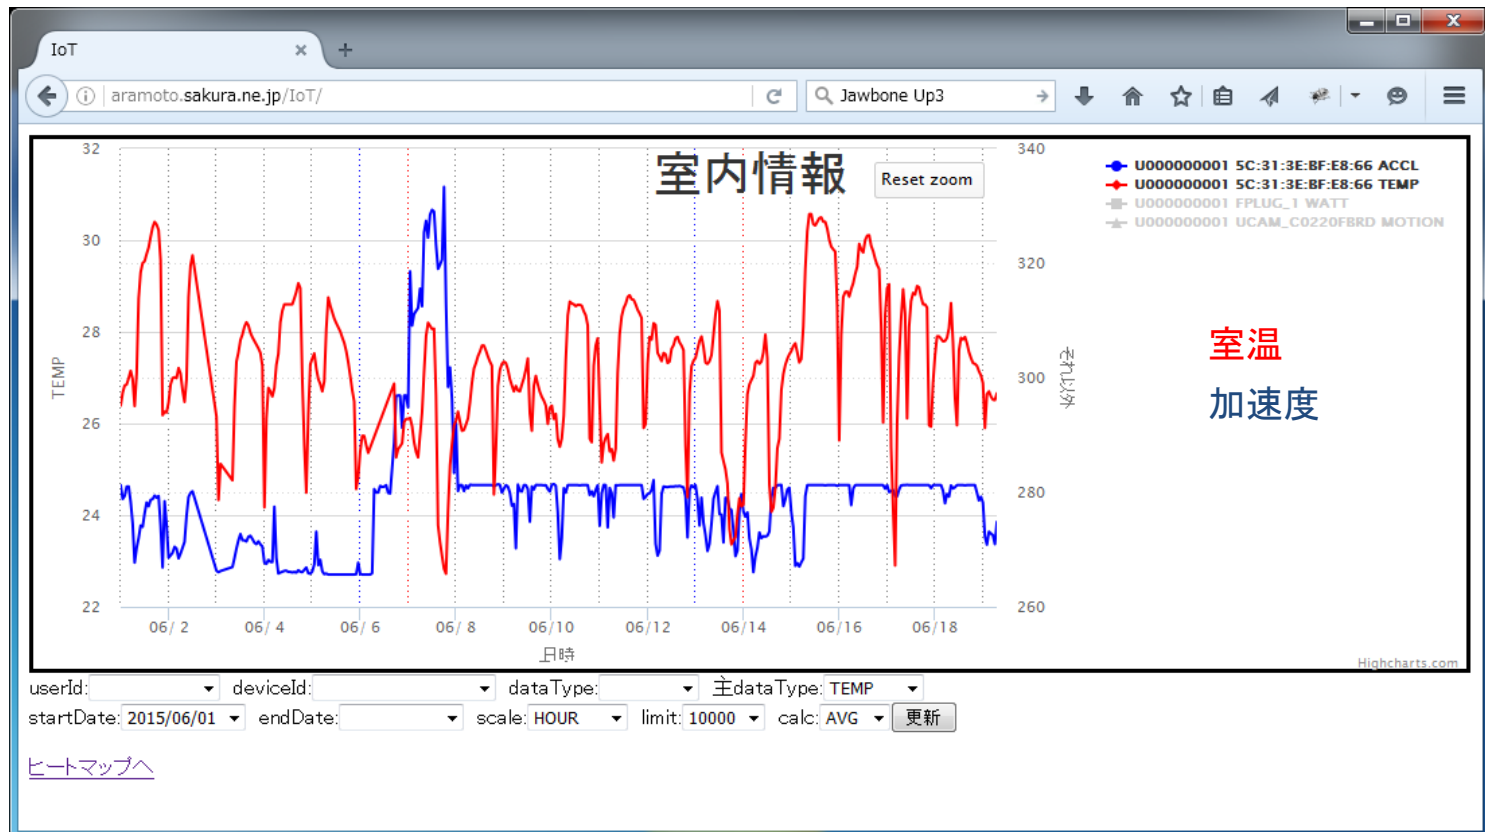 IoT
aramoto.sakura.ne.jp/IoT/
Jawbone Up3
室内情報
Reset zoom
32
30
28
26
24
22
TEMP
340
320
300
280
260
それ以外
06/ 2 06/ 4 06/ 6 06/ 8 06/10 06/12 06/14 06/16 06/18
日時
U000000001 5C:31:3E:BF:E8:66 ACCL
U000000001 5C:31:3E:BF:E8:66 TEMP
U000000001 FPLUG_1 WATT
U000000001 UCAM_C0220FBRD MOTION
室温
加速度
Highcharts.com
userId: deviceId: dataType: 主dataType: TEMP
startDate: 2015/06/01 endDate: scale: HOUR limit: 10000 calc: AVG 更新
ヒートマップへ